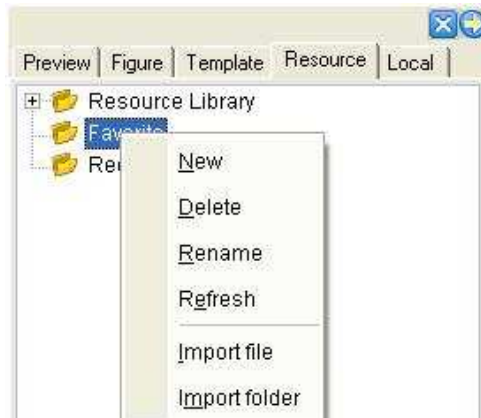 Preview Figure Template Resource Local
Resource Library
Favorite
New
Delete
Rename
Refresh
Import file
Import folder